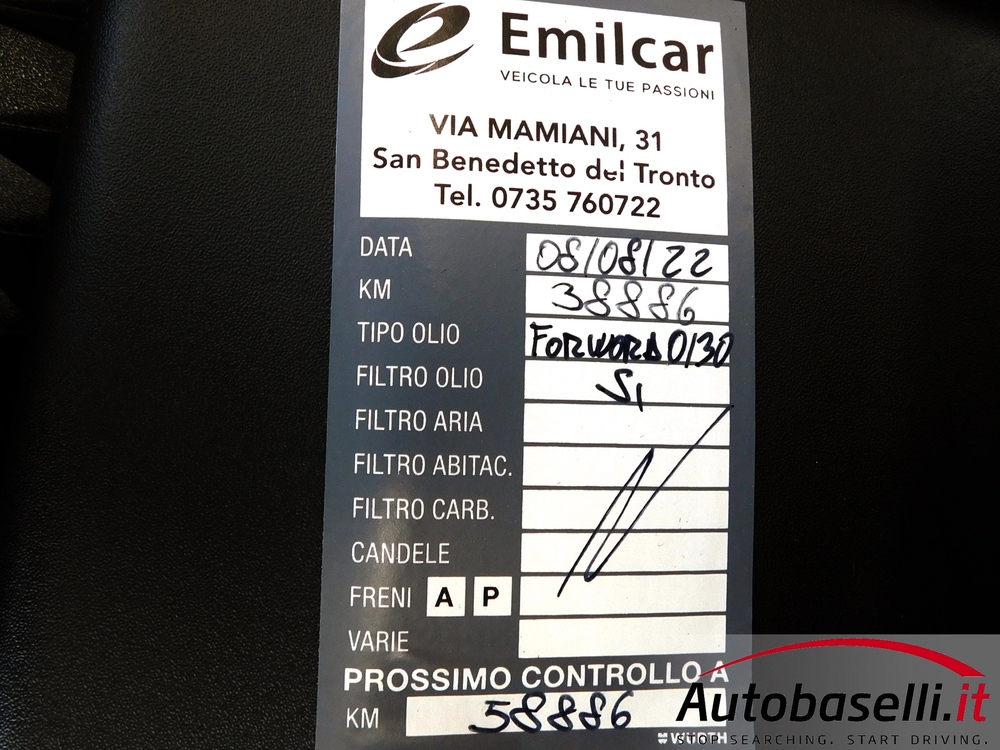 Emilcar
VEICOLA LE TUE PASSIONI
VIA MAMIANI, 31
San Benedetto del Tronto
Tel. 0735 760722
DATA 08/08/22
KM 38886
TIPO OLIO FORWORD 0/30
FILTRO OLIO SI
FILTRO ARIA
FILTRO ABITAC.
FILTRO CARB.
CANDELE
FRENI A P
VARIE
PROSSIMO CONTROLLO A
KM 58886
WÜRTH
Autobaselli.it
STOP SEARCHING. START DRIVING.